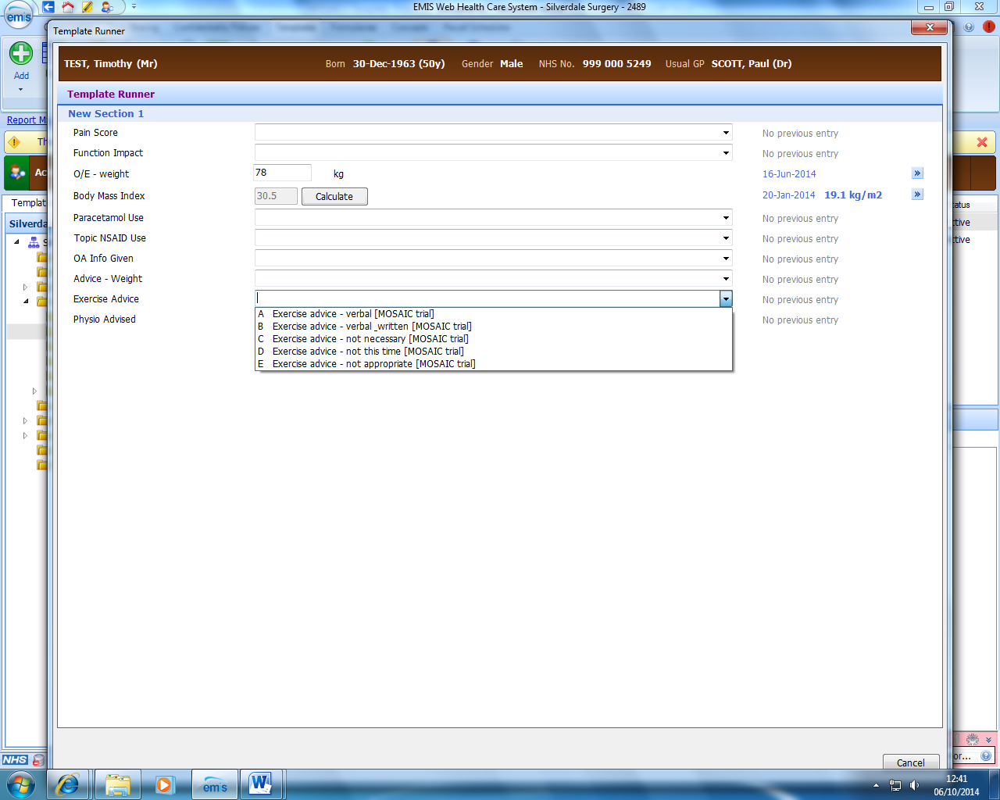 EMIS Web Health Care System - Silverdale Surgery - 2489
emis
Template Runner
Add
TEST, Timothy (Mr) Born 30-Dec-1963 (50y) Gender Male NHS No. 999 000 5249 Usual GP SCOTT, Paul (Dr)
Template Runner
New Section 1
Report M
Th
Ac
Templat
Silverda
S
Pain Score No previous entry
Function Impact No previous entry
O/E - weight 78 kg 16-Jun-2014
Body Mass Index 30.5 Calculate 20-Jan-2014 19.1 kg/m2
Paracetamol Use No previous entry
Topic NSAID Use No previous entry
OA Info Given No previous entry
Advice - Weight No previous entry
Exercise Advice No previous entry
A Exercise advice - verbal [MOSAIC trial]
Physio Advised No previous entry
B Exercise advice - verbal _written [MOSAIC trial]
C Exercise advice - not necessary [MOSAIC trial]
D Exercise advice - not this time [MOSAIC trial]
E Exercise advice - not appropriate [MOSAIC trial]
tatus
ctive
ctive
Cancel
NHS
or...
emis
W
12:41
06/10/2014